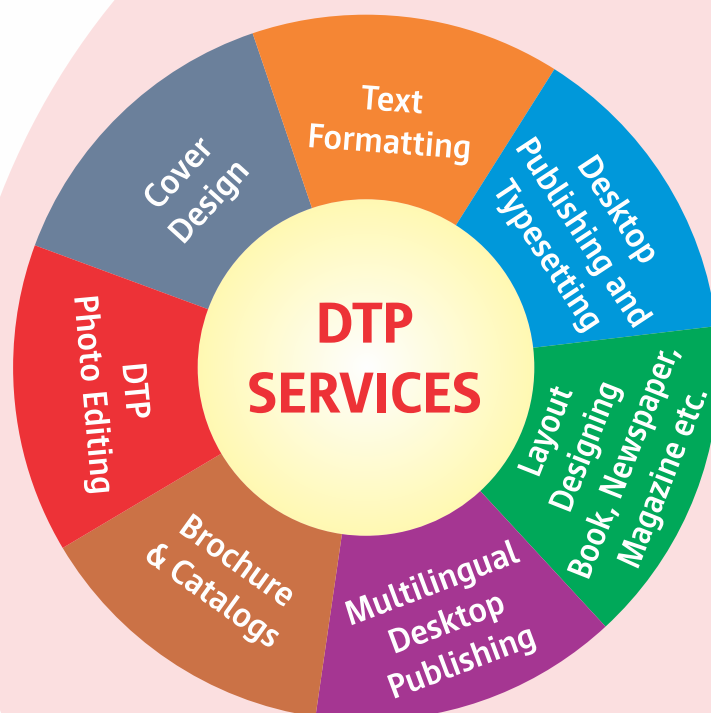 DTP
SERVICES
Text
Formatting
Desktop
Publishing and
Typesetting
Layout
Designing
Book, Newspaper,
Magazine etc.
Multilingual
Desktop
Publishing
Brochure
& Catalogs
DTP
Photo Editing
Cover
Design